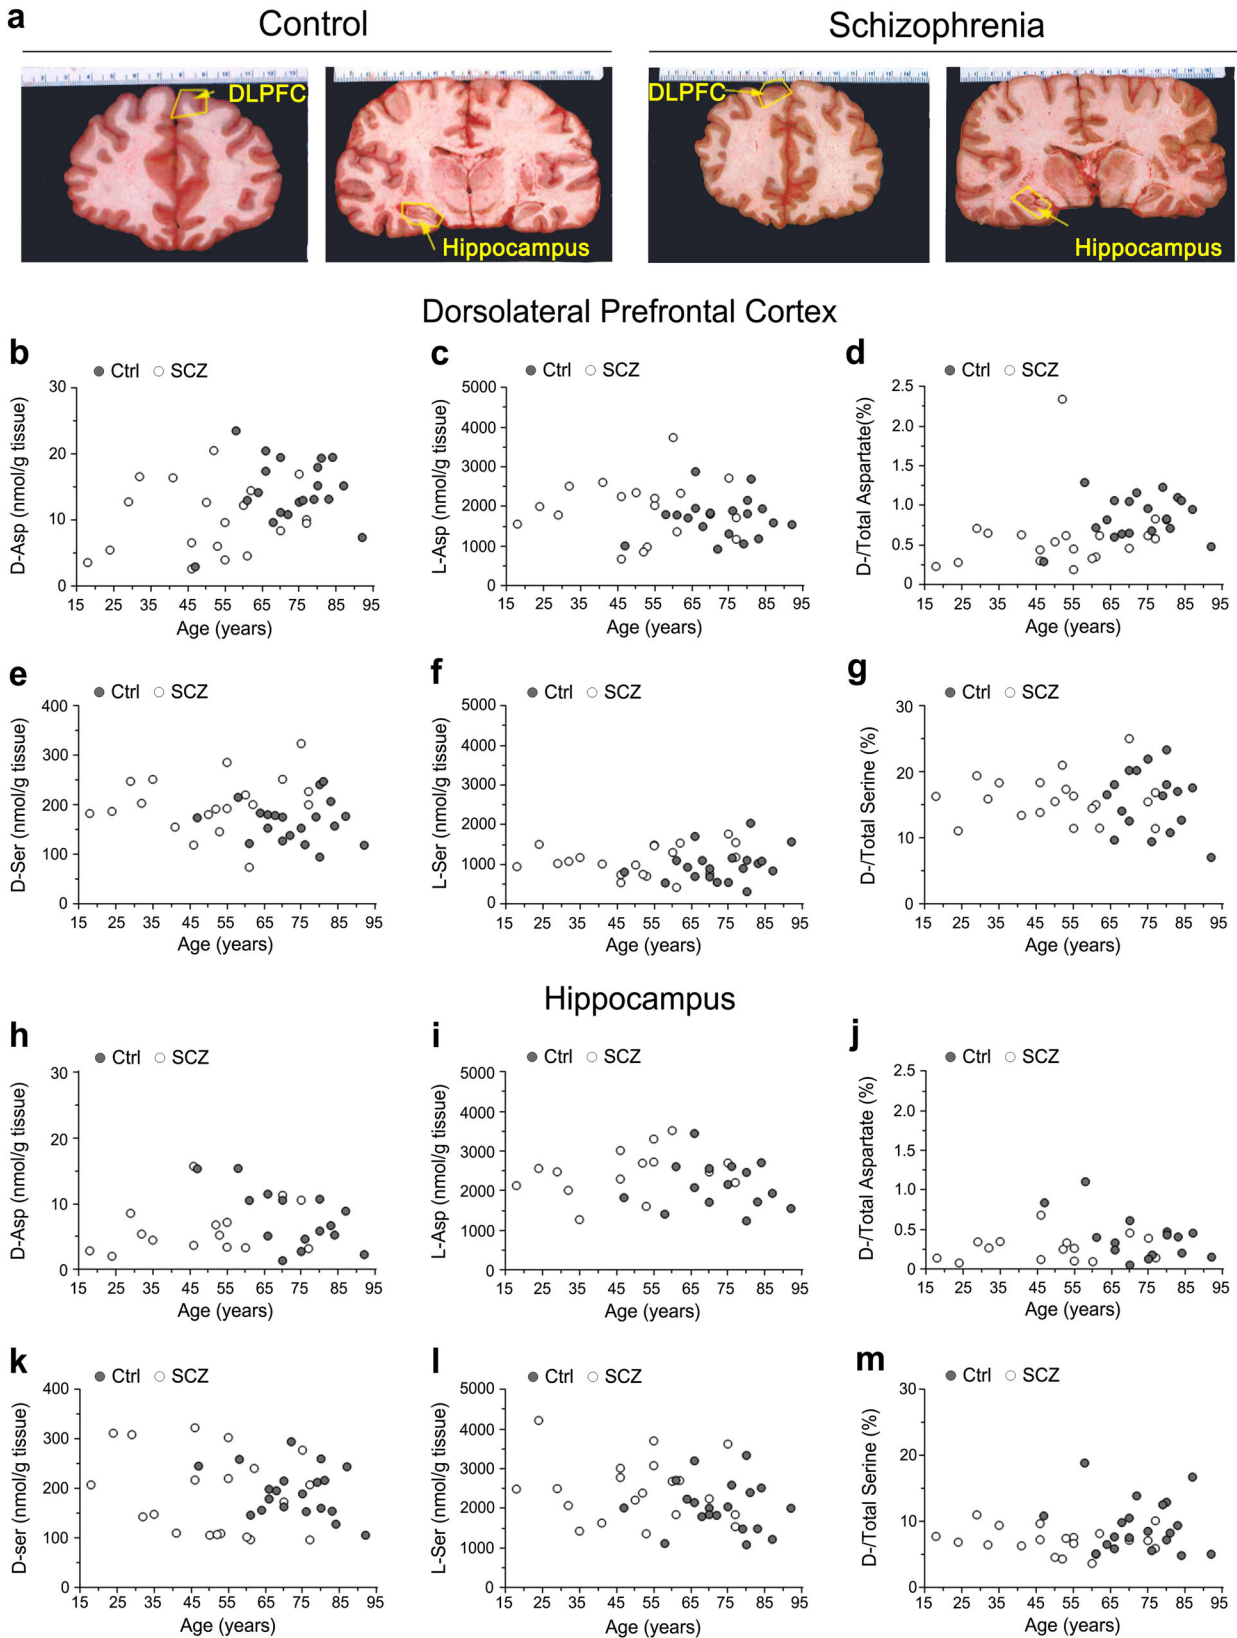 a
Control
Schizophrenia
DLPFC
Hippocampus
DLPFC
Hippocampus
Dorsolateral Prefrontal Cortex
b
Ctrl SCZ
D-Asp (nmol/g tissue)
30
20
10
0
15 25 35 45 55 65 75 85 95
Age (years)
c
Ctrl SCZ
L-Asp (nmol/g tissue)
5000
4000
3000
2000
1000
0
15 25 35 45 55 65 75 85 95
Age (years)
d
Ctrl SCZ
D-/Total Aspartate(%)
2.5
2.0
1.5
1.0
0.5
0
15 25 35 45 55 65 75 85 95
Age (years)
e
Ctrl SCZ
D-Ser (nmol/g tissue)
400
300
200
100
0
15 25 35 45 55 65 75 85 95
Age (years)
f
Ctrl SCZ
L-Ser (nmol/g tissue)
5000
4000
3000
2000
1000
0
15 25 35 45 55 65 75 85 95
Age (years)
g
Ctrl SCZ
D-/Total Serine (%)
30
20
10
0
15 25 35 45 55 65 75 85 95
Age (years)
Hippocampus
h
Ctrl SCZ
D-Asp (nmol/g tissue)
30
20
10
0
15 25 35 45 55 65 75 85 95
Age (years)
i
Ctrl SCZ
L-Asp (nmol/g tissue)
5000
4000
3000
2000
1000
0
15 25 35 45 55 65 75 85 95
Age (years)
j
Ctrl SCZ
D-/Total Aspartate (%)
2.5
2.0
1.5
1.0
0.5
0
15 25 35 45 55 65 75 85 95
Age (years)
k
Ctrl SCZ
D-ser (nmol/g tissue)
400
300
200
100
0
15 25 35 45 55 65 75 85 95
Age (years)
l
Ctrl SCZ
L-Ser (nmol/g tissue)
5000
4000
3000
2000
1000
0
15 25 35 45 55 65 75 85 95
Age (years)
m
Ctrl SCZ
D-/Total Serine (%)
30
20
10
0
15 25 35 45 55 65 75 85 95
Age (years)